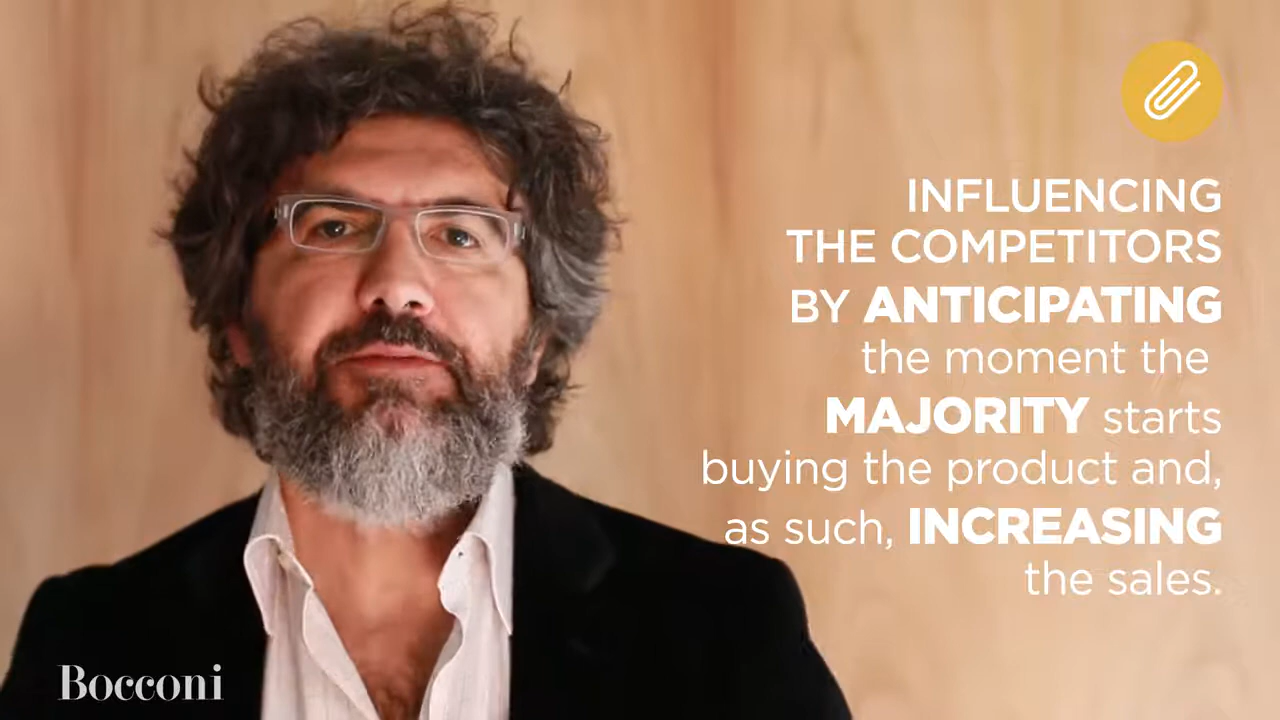 INFLUENCING
THE COMPETITORS
BY ANTICIPATING
the moment the
MAJORITY starts
buying the product and,
as such, INCREASING
the sales.
Bocconi